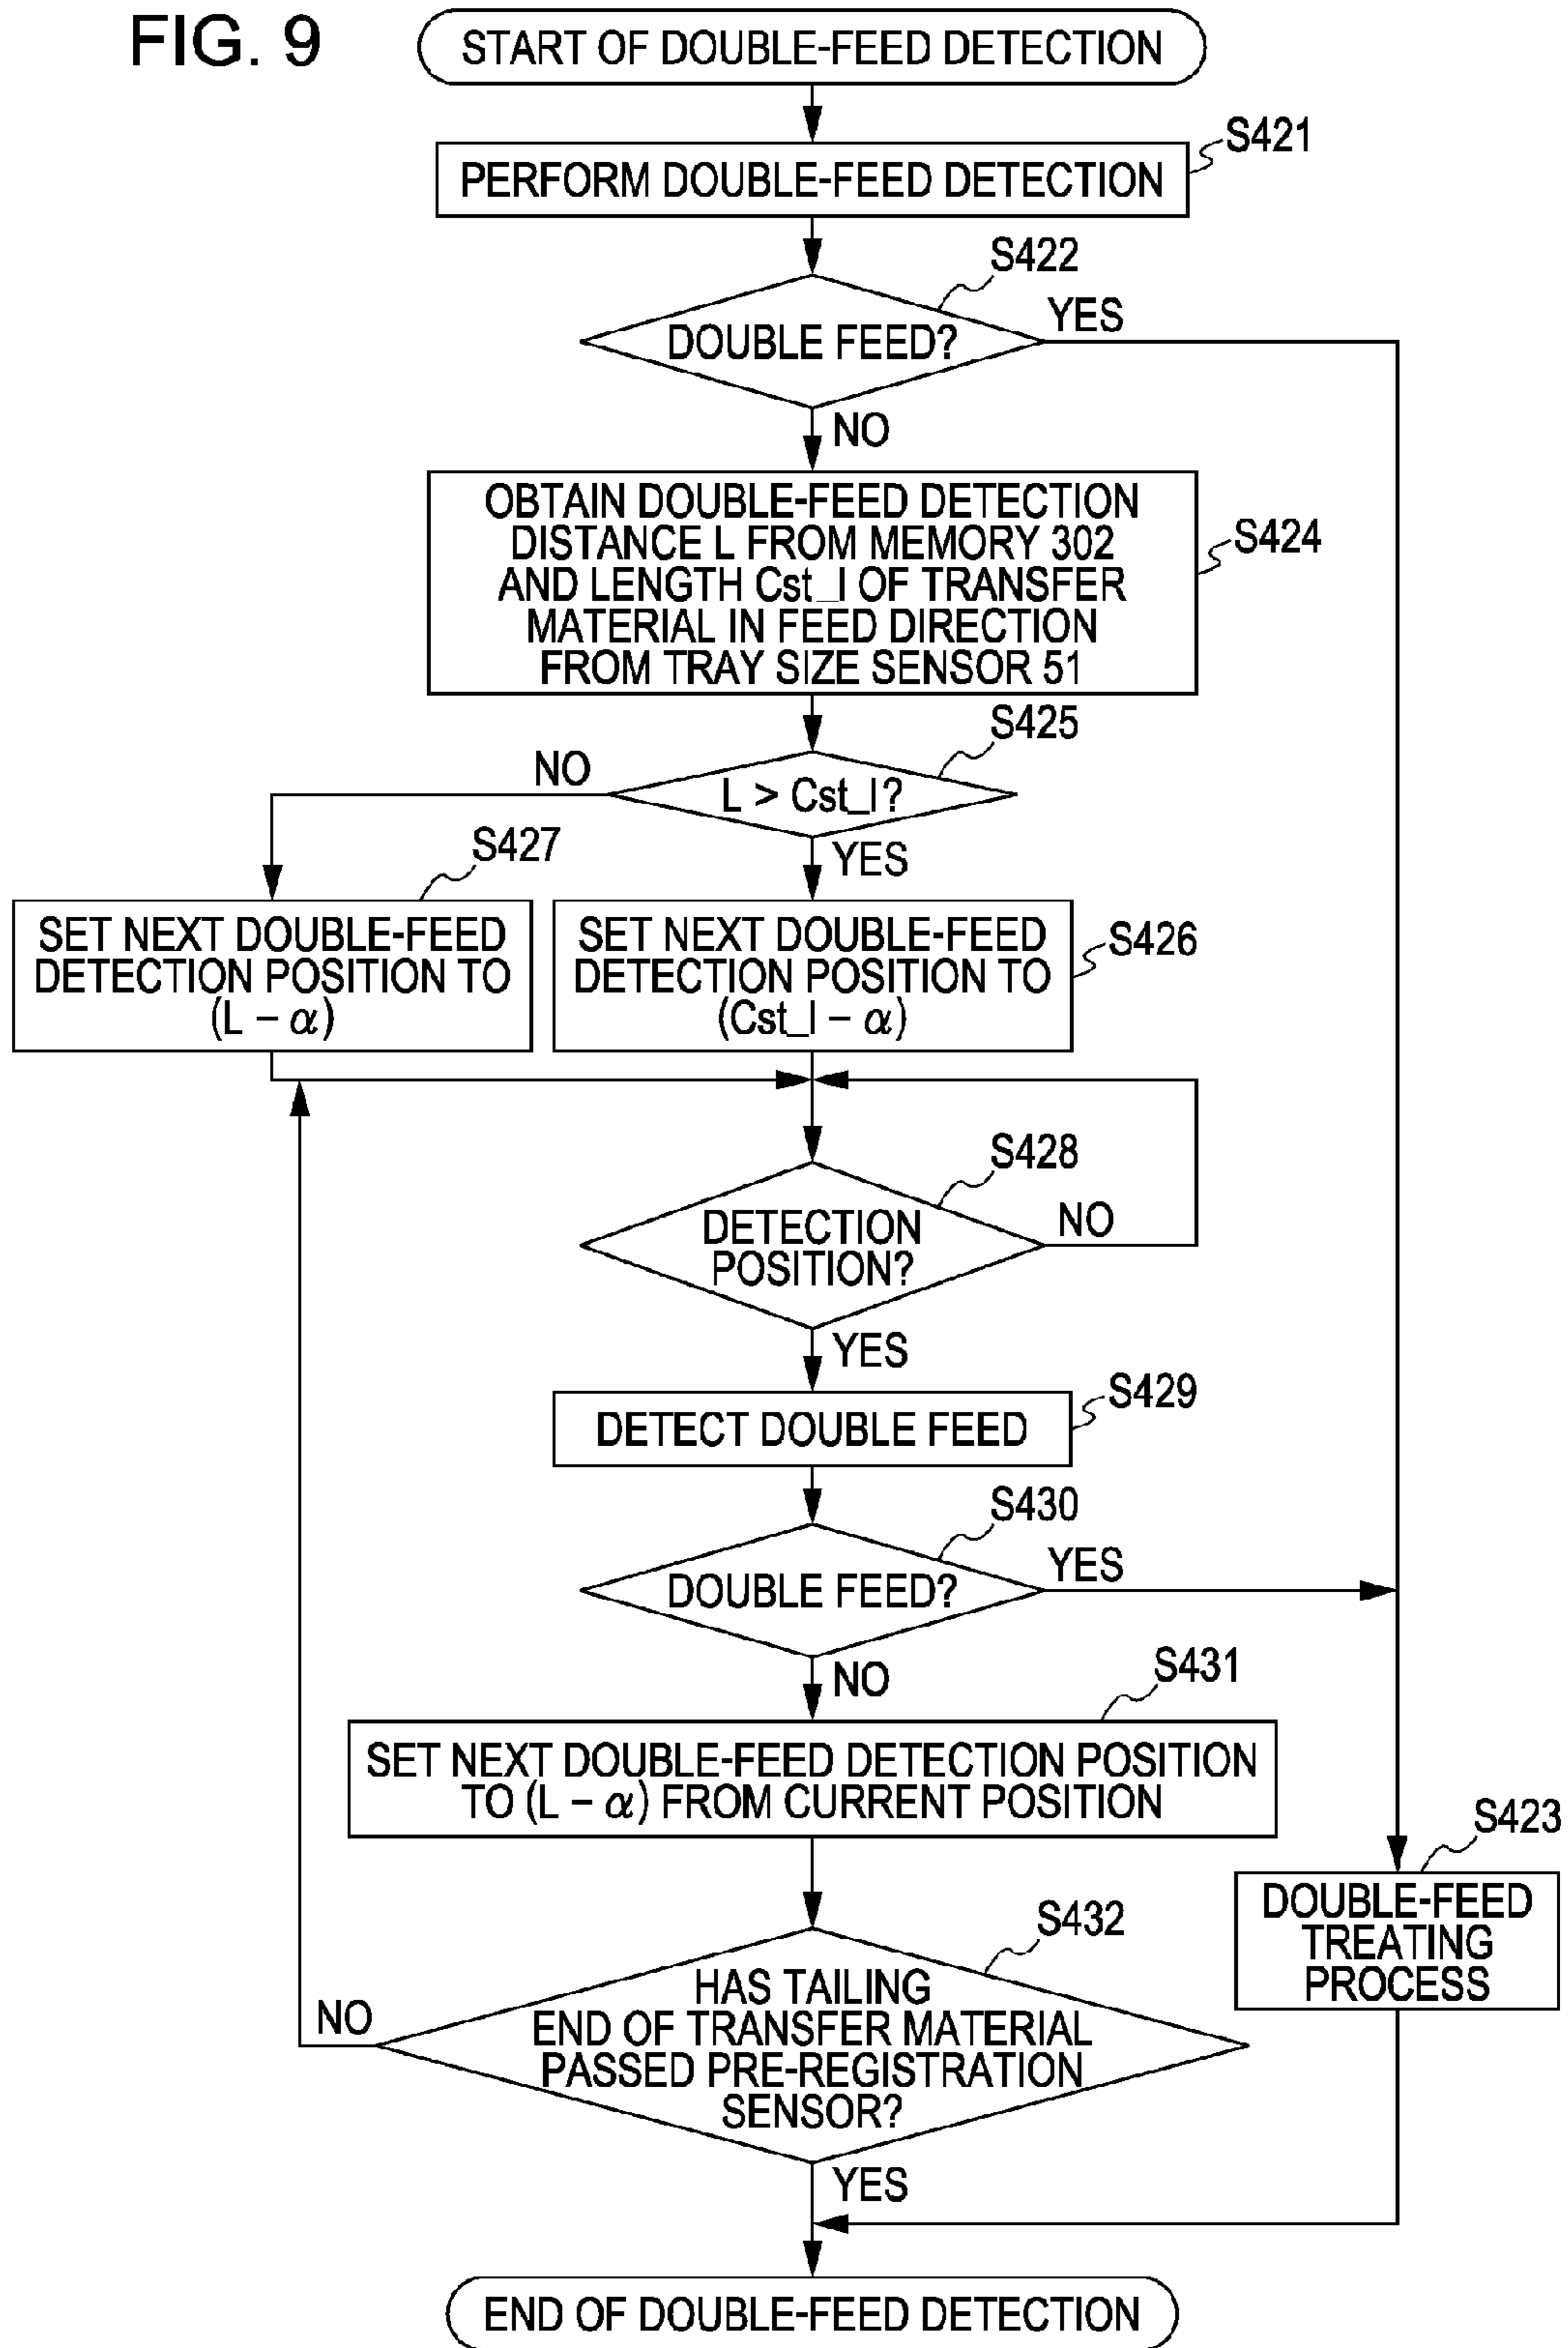 FIG. 9
START OF DOUBLE-FEED DETECTION
S421
PERFORM DOUBLE-FEED DETECTION
S422
DOUBLE FEED?
YES
NO
OBTAIN DOUBLE-FEED DETECTION
DISTANCE L FROM MEMORY 302
AND LENGTH Cst_l OF TRANSFER
MATERIAL IN FEED DIRECTION
FROM TRAY SIZE SENSOR 51
S424
S425
L > Cst_l?
NO
YES
S427
SET NEXT DOUBLE-FEED
DETECTION POSITION TO
(L − α)
SET NEXT DOUBLE-FEED
DETECTION POSITION TO
(Cst_l − α)
S426
S428
DETECTION
POSITION?
NO
YES
S429
DETECT DOUBLE FEED
S430
DOUBLE FEED?
YES
NO
S431
SET NEXT DOUBLE-FEED DETECTION POSITION
TO (L − α) FROM CURRENT POSITION
S423
DOUBLE-FEED
TREATING
PROCESS
S432
HAS TAILING
END OF TRANSFER MATERIAL
PASSED PRE-REGISTRATION
SENSOR?
NO
YES
END OF DOUBLE-FEED DETECTION